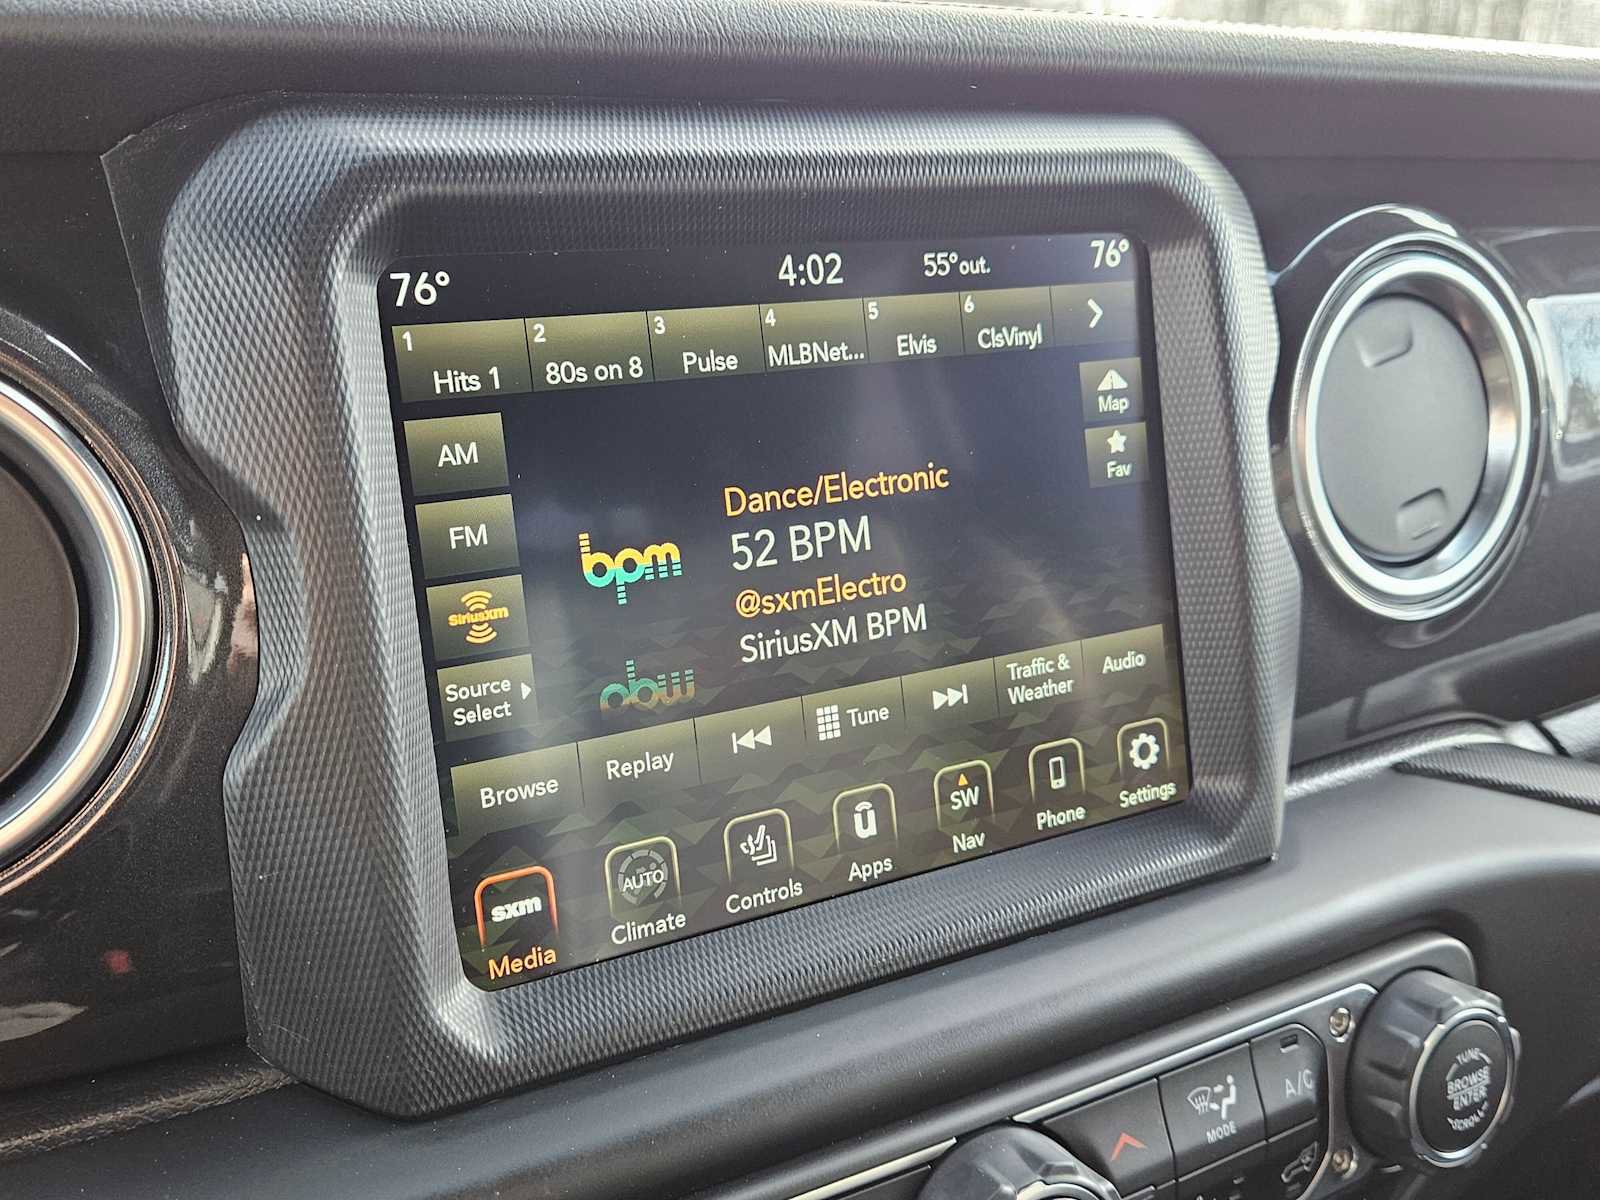 76° 4:02 55° out. 76°
1 Hits 1
2 80s on 8
3 Pulse
4 MLBNet...
5 Elvis
6 ClsVinyl
Map
Fav
AM
FM
SiriusXm
Source
Select
bpm
Dance/Electronic
52 BPM
@sxmElectro
SiriusXM BPM
Browse
Replay
Tune
Traffic &
Weather
Audio
sxm
Media
AUTO
Climate
Controls
u
Apps
SW
Nav
Phone
Settings
MODE
A/C
TUNE
BROWSE
ENTER
SCROLL